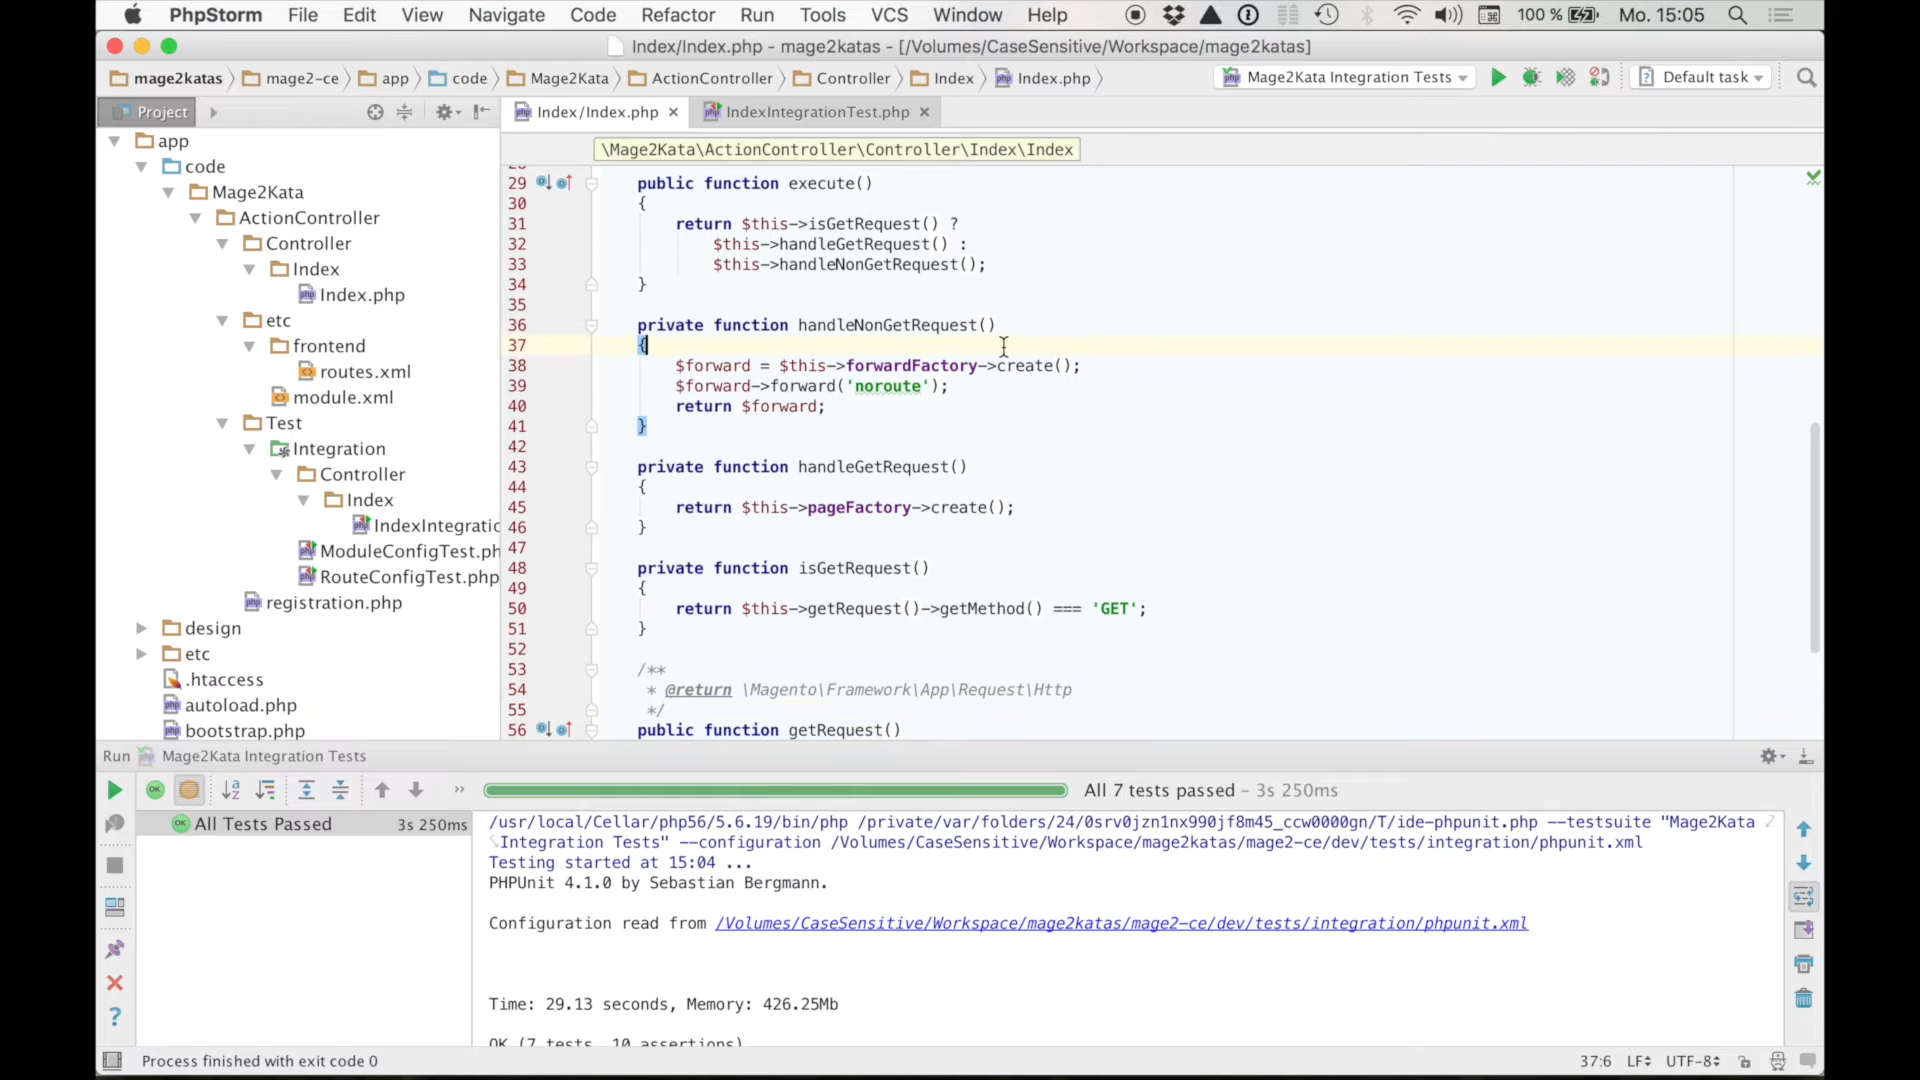 PhpStorm File Edit View Navigate Code Refactor Run Tools VCS Window Help 100 % Mo. 15:05
Index/Index.php - mage2katas - [/Volumes/CaseSensitive/Workspace/mage2katas]
mage2katas mage2-ce app code Mage2Kata ActionController Controller Index Index.php Mage2Kata Integration Tests Default task
Project Index/Index.php IndexIntegrationTest.php
\Mage2Kata\ActionController\Controller\Index\Index
app
code
Mage2Kata
ActionController
Controller
Index
Index.php
etc
frontend
routes.xml
module.xml
Test
Integration
Controller
Index
IndexIntegratio
ModuleConfigTest.ph
RouteConfigTest.php
registration.php
design
etc
.htaccess
autoload.php
bootstrap.php
29 public function execute()
30 {
31 return $this->isGetRequest() ?
32 $this->handleGetRequest() :
33 $this->handleNonGetRequest();
34 }
35
36 private function handleNonGetRequest()
37 {
38 $forward = $this->forwardFactory->create();
39 $forward->forward('noroute');
40 return $forward;
41 }
42
43 private function handleGetRequest()
44 {
45 return $this->pageFactory->create();
46 }
47
48 private function isGetRequest()
49 {
50 return $this->getRequest()->getMethod() === 'GET';
51 }
52
53 /**
54 * @return \Magento\Framework\App\Request\Http
55 */
56 public function getRequest()
Run Mage2Kata Integration Tests
All 7 tests passed – 3s 250ms
All Tests Passed 3s 250ms
/usr/local/Cellar/php56/5.6.19/bin/php /private/var/folders/24/0srv0jzn1nx990jf8m45_ccw0000gn/T/ide-phpunit.php --testsuite "Mage2Kata
Integration Tests" --configuration /Volumes/CaseSensitive/Workspace/mage2katas/mage2-ce/dev/tests/integration/phpunit.xml
Testing started at 15:04 ...
PHPUnit 4.1.0 by Sebastian Bergmann.
Configuration read from /Volumes/CaseSensitive/Workspace/mage2katas/mage2-ce/dev/tests/integration/phpunit.xml
Time: 29.13 seconds, Memory: 426.25Mb
OK (7 tests, 10 assertions)
Process finished with exit code 0 37:6 LF UTF-8